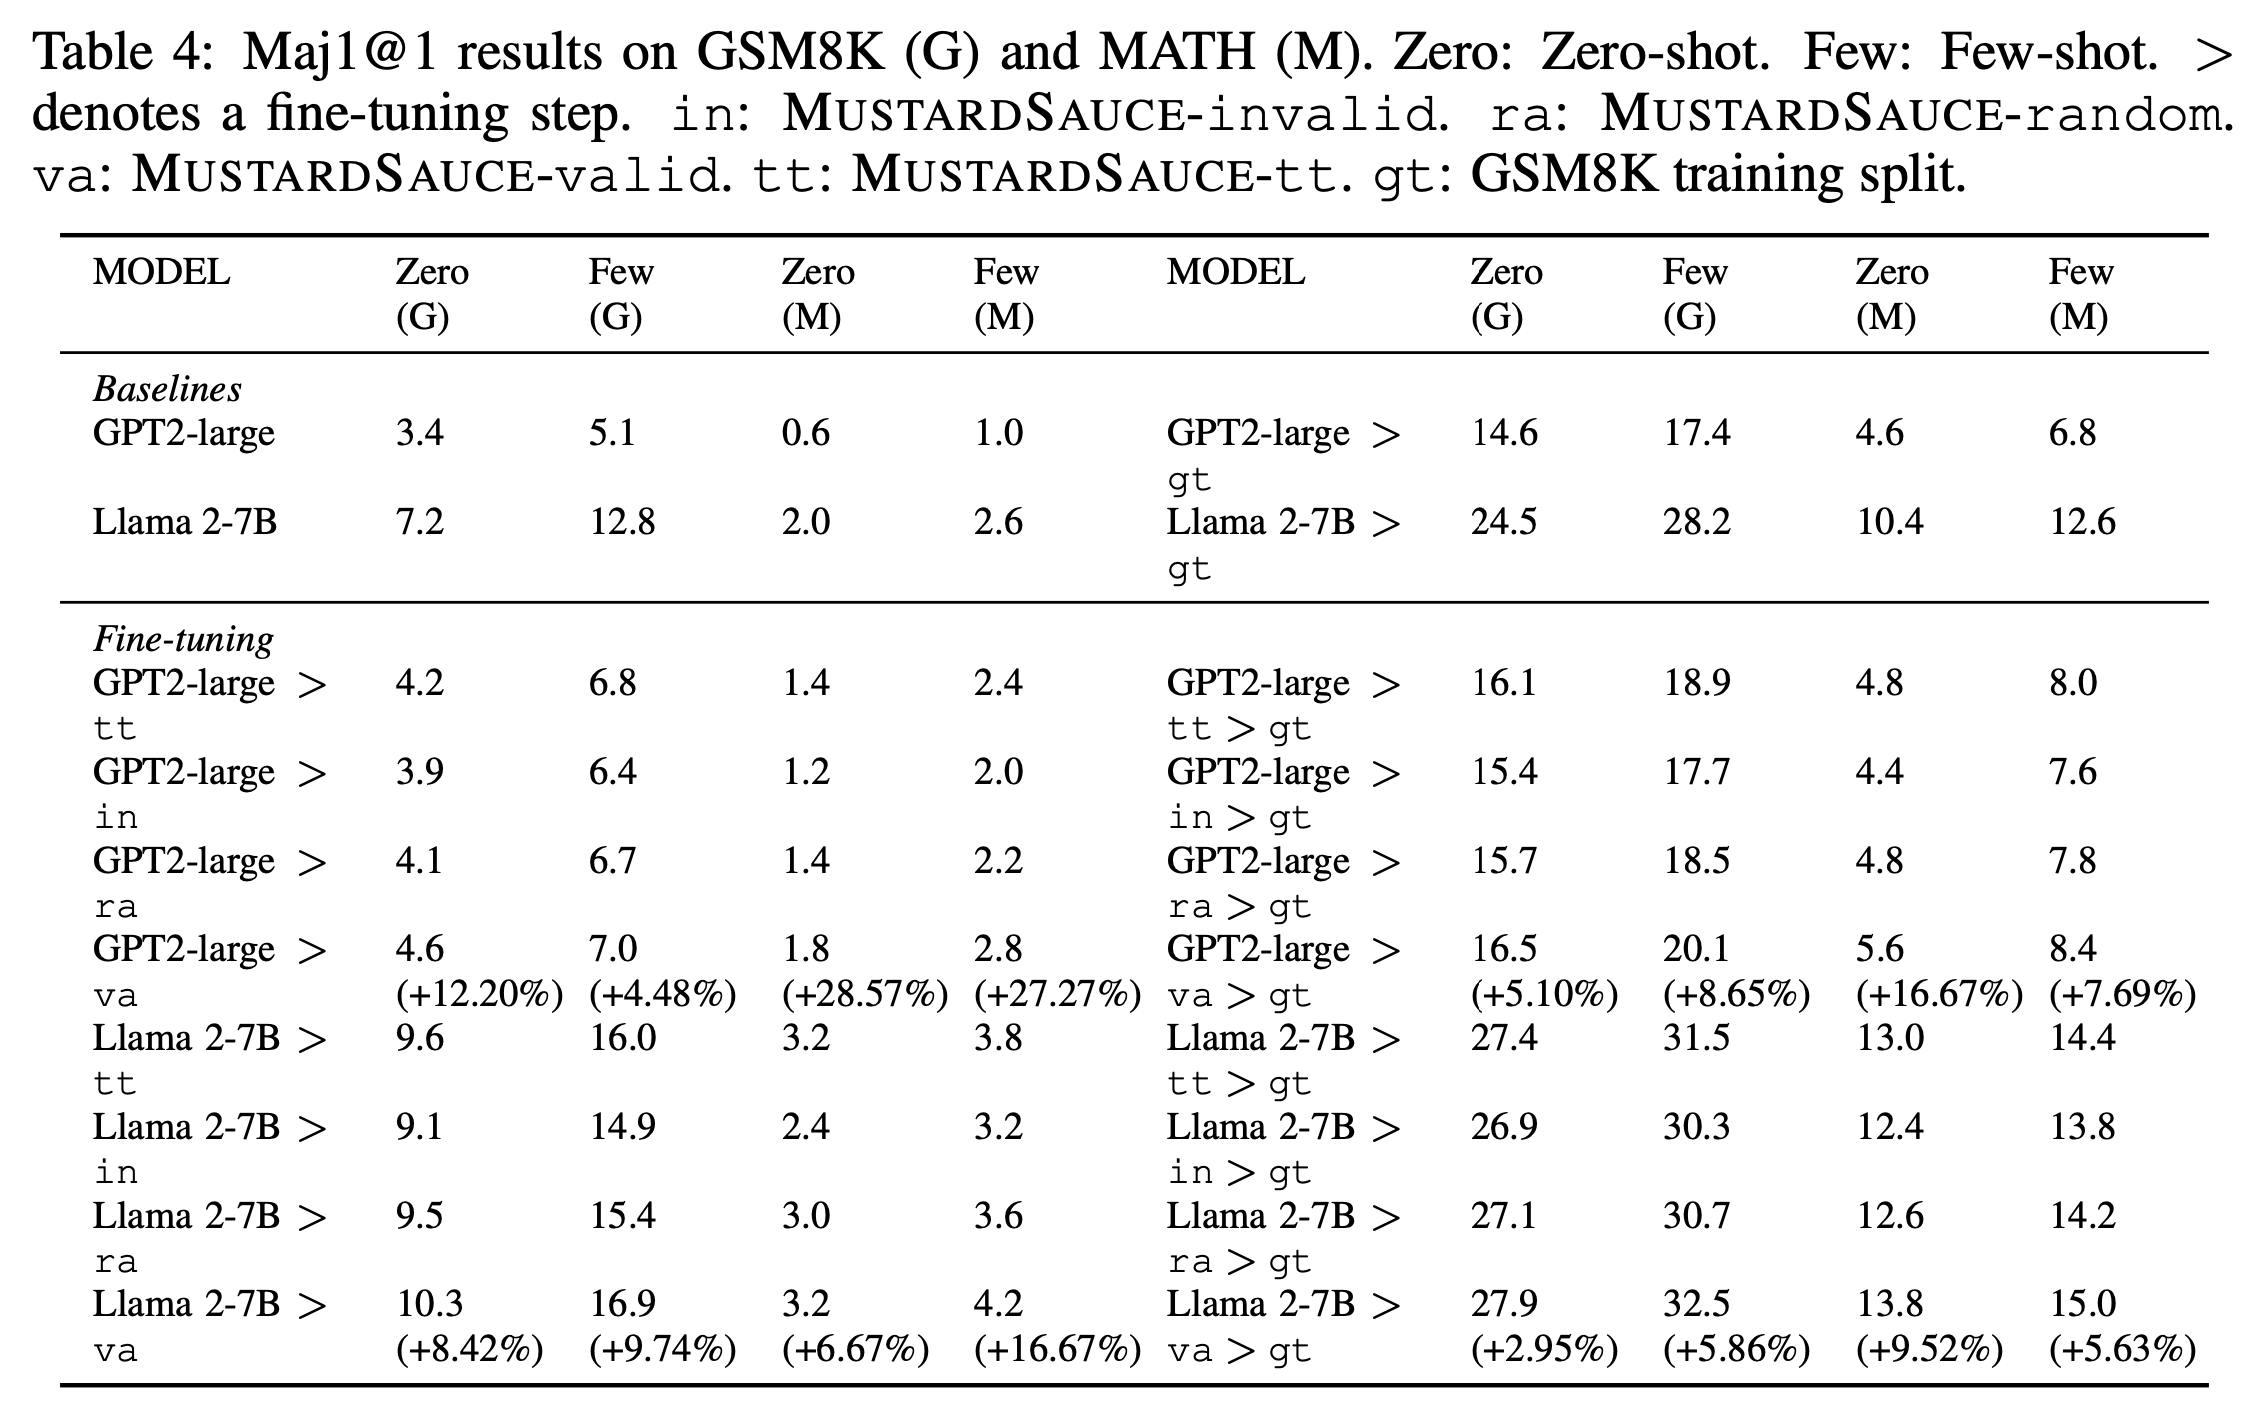 Table 4: Maj1@1 results on GSM8K (G) and MATH (M). Zero: Zero-shot. Few: Few-shot. >
denotes a fine-tuning step. in: MUSTARDSAUCE-invalid. ra: MUSTARDSAUCE-random.
va: MUSTARDSAUCE-valid. tt: MUSTARDSAUCE-tt. gt: GSM8K training split.
MODEL Zero Few Zero Few MODEL Zero Few Zero Few
(G) (G) (M) (M) (G) (G) (M) (M)
Baselines
GPT2-large 3.4 5.1 0.6 1.0 GPT2-large > 14.6 17.4 4.6 6.8
gt
Llama 2-7B 7.2 12.8 2.0 2.6 Llama 2-7B > 24.5 28.2 10.4 12.6
gt
Fine-tuning
GPT2-large > 4.2 6.8 1.4 2.4 GPT2-large > 16.1 18.9 4.8 8.0
tt tt > gt
GPT2-large > 3.9 6.4 1.2 2.0 GPT2-large > 15.4 17.7 4.4 7.6
in in > gt
GPT2-large > 4.1 6.7 1.4 2.2 GPT2-large > 15.7 18.5 4.8 7.8
ra ra > gt
GPT2-large > 4.6 7.0 1.8 2.8 GPT2-large > 16.5 20.1 5.6 8.4
va (+12.20%) (+4.48%) (+28.57%) (+27.27%) va > gt (+5.10%) (+8.65%) (+16.67%) (+7.69%)
Llama 2-7B > 9.6 16.0 3.2 3.8 Llama 2-7B > 27.4 31.5 13.0 14.4
tt tt > gt
Llama 2-7B > 9.1 14.9 2.4 3.2 Llama 2-7B > 26.9 30.3 12.4 13.8
in in > gt
Llama 2-7B > 9.5 15.4 3.0 3.6 Llama 2-7B > 27.1 30.7 12.6 14.2
ra ra > gt
Llama 2-7B > 10.3 16.9 3.2 4.2 Llama 2-7B > 27.9 32.5 13.8 15.0
va (+8.42%) (+9.74%) (+6.67%) (+16.67%) va > gt (+2.95%) (+5.86%) (+9.52%) (+5.63%)